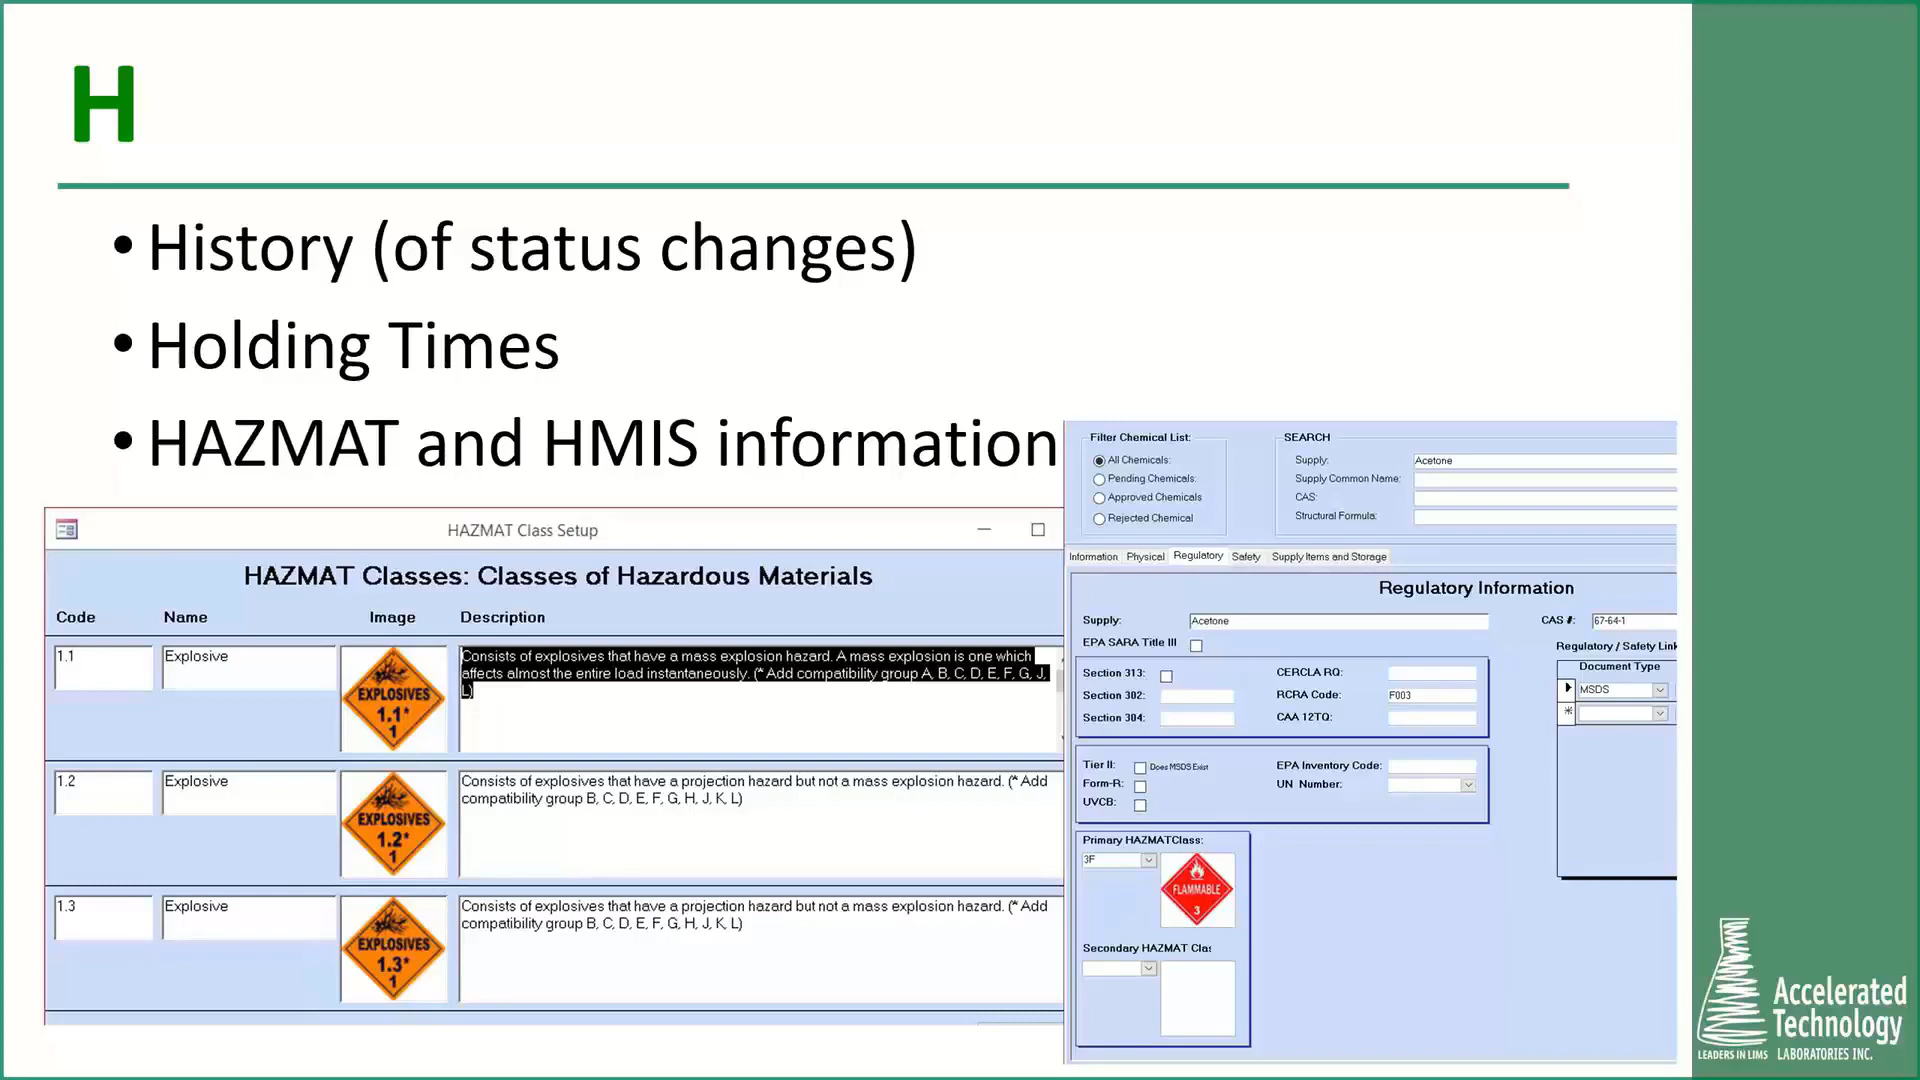 H
• History (of status changes)
• Holding Times
• HAZMAT and HMIS information
HAZMAT Class Setup
HAZMAT Classes: Classes of Hazardous Materials
Code Name Image Description
1.1 Explosive
EXPLOSIVES
1.1*
1
Consists of explosives that have a mass explosion hazard. A mass explosion is one which
affects almost the entire load instantaneously. (* Add compatibility group A, B, C, D, E, F, G, J,
L)
1.2 Explosive
EXPLOSIVES
1.2*
1
Consists of explosives that have a projection hazard but not a mass explosion hazard. (* Add
compatibility group B, C, D, E, F, G, H, J, K, L)
1.3 Explosive
EXPLOSIVES
1.3*
1
Consists of explosives that have a projection hazard but not a mass explosion hazard. (* Add
compatibility group B, C, D, E, F, G, H, J, K, L)
Filter Chemical List:
All Chemicals:
Pending Chemicals:
Approved Chemicals
Rejected Chemical
SEARCH
Supply: Acetone
Supply Common Name:
CAS:
Structural Formula:
Information Physical Regulatory Safety Supply Items and Storage
Regulatory Information
Supply: Acetone CAS #: 67-64-1
EPA SARA Title III
Section 313:
Section 302:
Section 304:
CERCLA RQ:
RCRA Code: F003
CAA 12TQ:
Regulatory / Safety Link
Document Type
MSDS
Tier II: Does MSDS Exist
Form-R:
UVCB:
EPA Inventory Code:
UN Number:
Primary HAZMATClass:
3F
FLAMMABLE
3
Secondary HAZMAT Clas
Accelerated
Technology
LEADERS IN LIMS LABORATORIES INC.